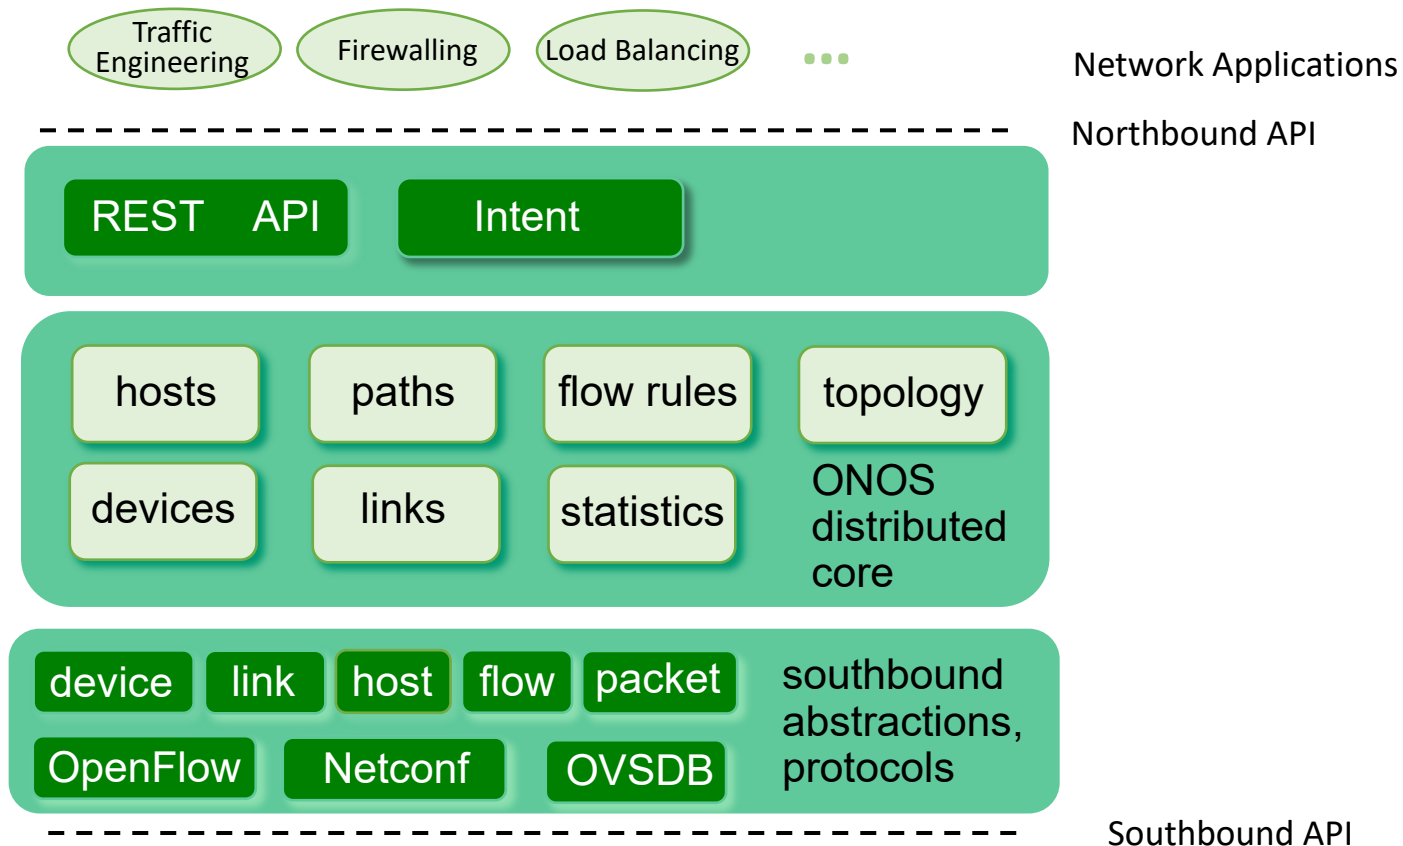 Traffic
Engineering
Firewalling
Load Balancing
...
Network Applications
Northbound API
REST API
Intent
hosts
paths
flow rules
topology
devices
links
statistics
ONOS
distributed
core
device
link
host
flow
packet
southbound
abstractions,
protocols
OpenFlow
Netconf
OVSDB
Southbound API